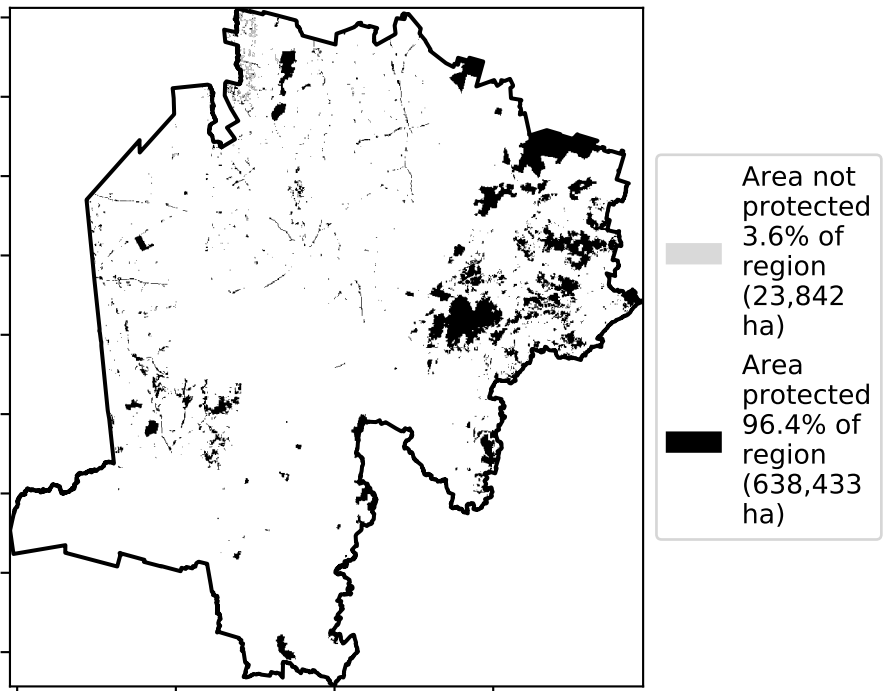 Area not
protected
3.6% of
region
(23,842
ha)
Area
protected
96.4% of
region
(638,433
ha)